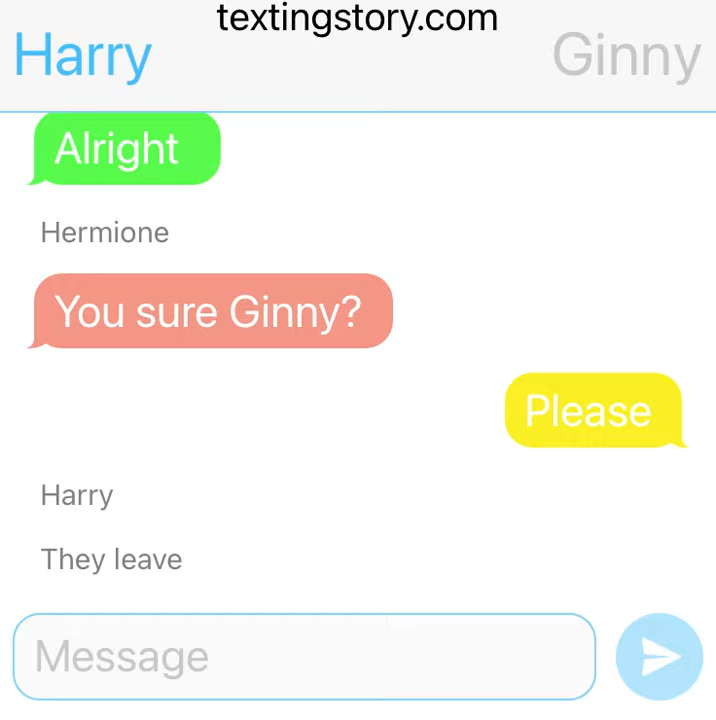 textingstory.com
Harry
Ginny
Alright
Hermione
You sure Ginny?
Please
Harry
They leave
Message